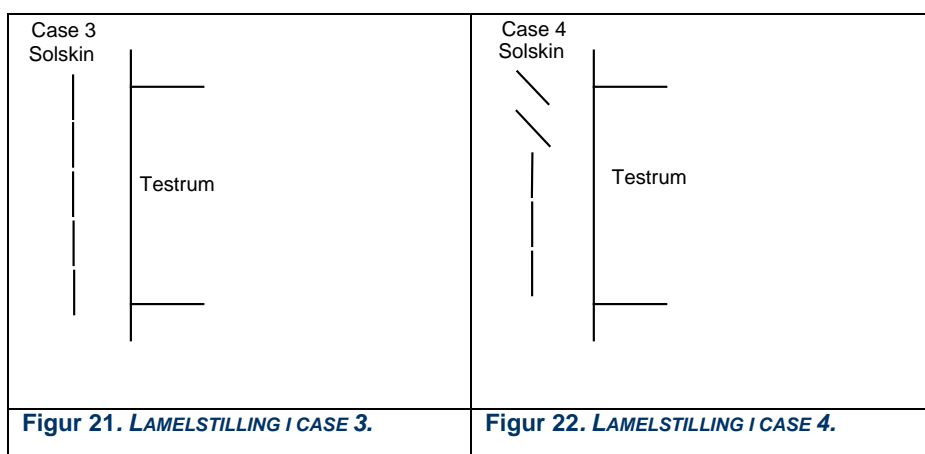 Case 3
Solskin
Testrum
Case 4
Solskin
Testrum
Figur 21. LAMELSTILLING I CASE 3.
Figur 22. LAMELSTILLING I CASE 4.